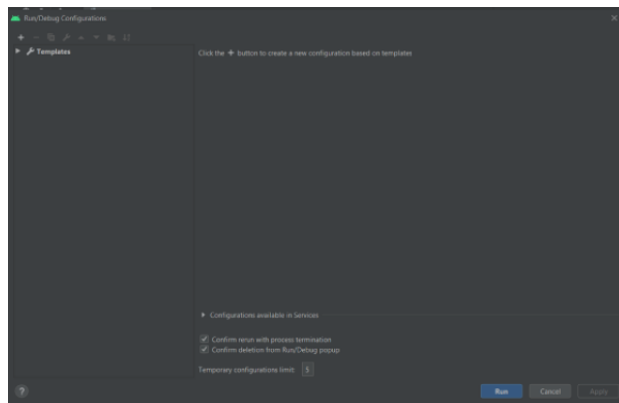 Run/Debug Configurations
Templates
Click the + button to create a new configuration based on templates
Configurations available in Services
Confirm rerun with process termination
Confirm deletion from Run/Debug popup
Temporary configurations limit: 5
?
Run Cancel Apply